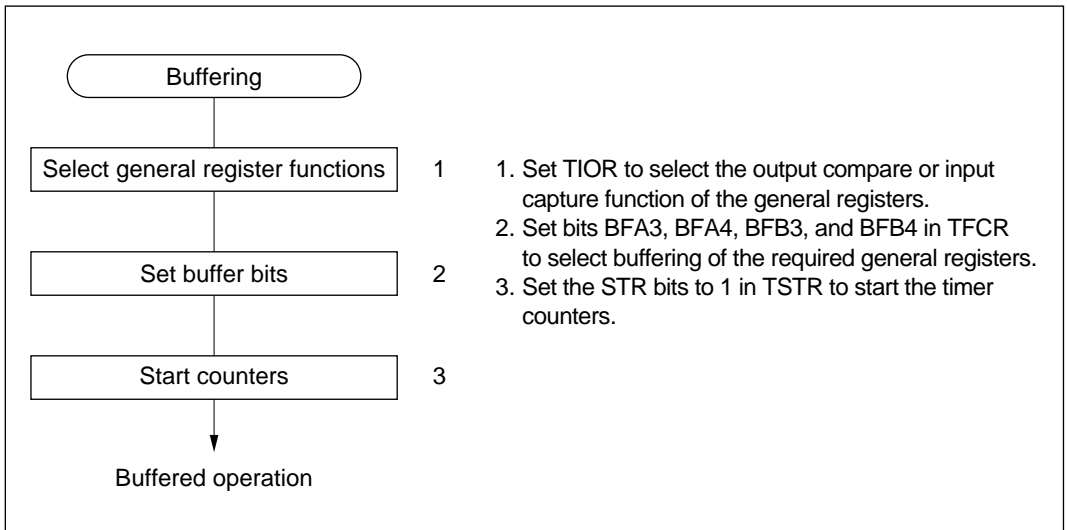 Buffering
Select general register functions 1
Set buffer bits 2
Start counters 3
Buffered operation
1. Set TIOR to select the output compare or input
capture function of the general registers.
2. Set bits BFA3, BFA4, BFB3, and BFB4 in TFCR
to select buffering of the required general registers.
3. Set the STR bits to 1 in TSTR to start the timer
counters.